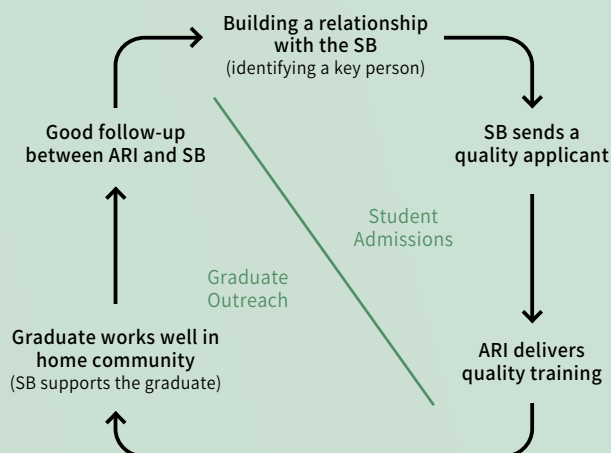 Building a relationship
with the SB
(identifying a key person)
Good follow-up
between ARI and SB
SB sends a
quality applicant
Student
Admissions
Graduate
Outreach
Graduate works well in
home community
(SB supports the graduate)
ARI delivers
quality training